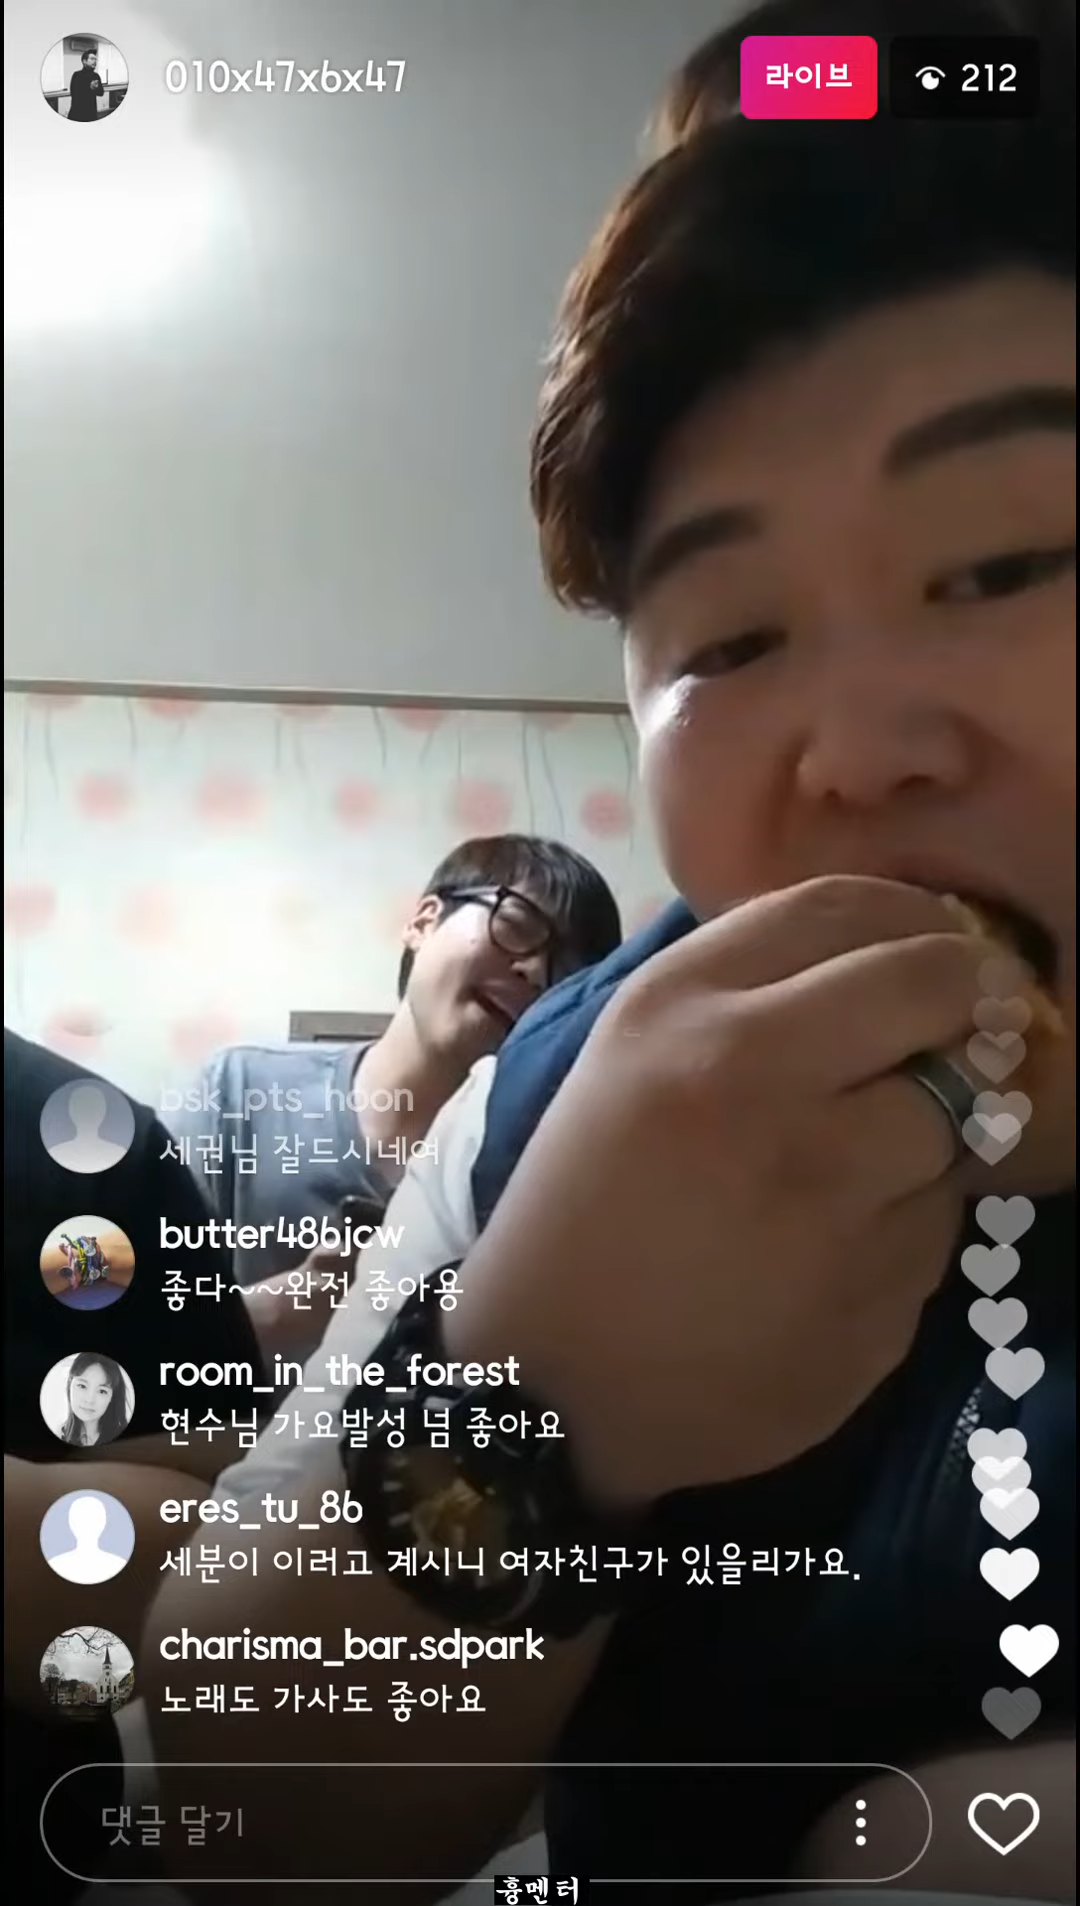 010x47x6x47
라이브
212
bsk_pts_hoon
세권님 잘드시네여
butter486jcw
좋다~~완전 좋아용
room_in_the_forest
현수님 가요발성 넘 좋아요
eres_tu_86
세분이 이러고 계시니 여자친구가 있을리가요.
charisma_bar.sdpark
노래도 가사도 좋아요
댓글 달기
흥멘터